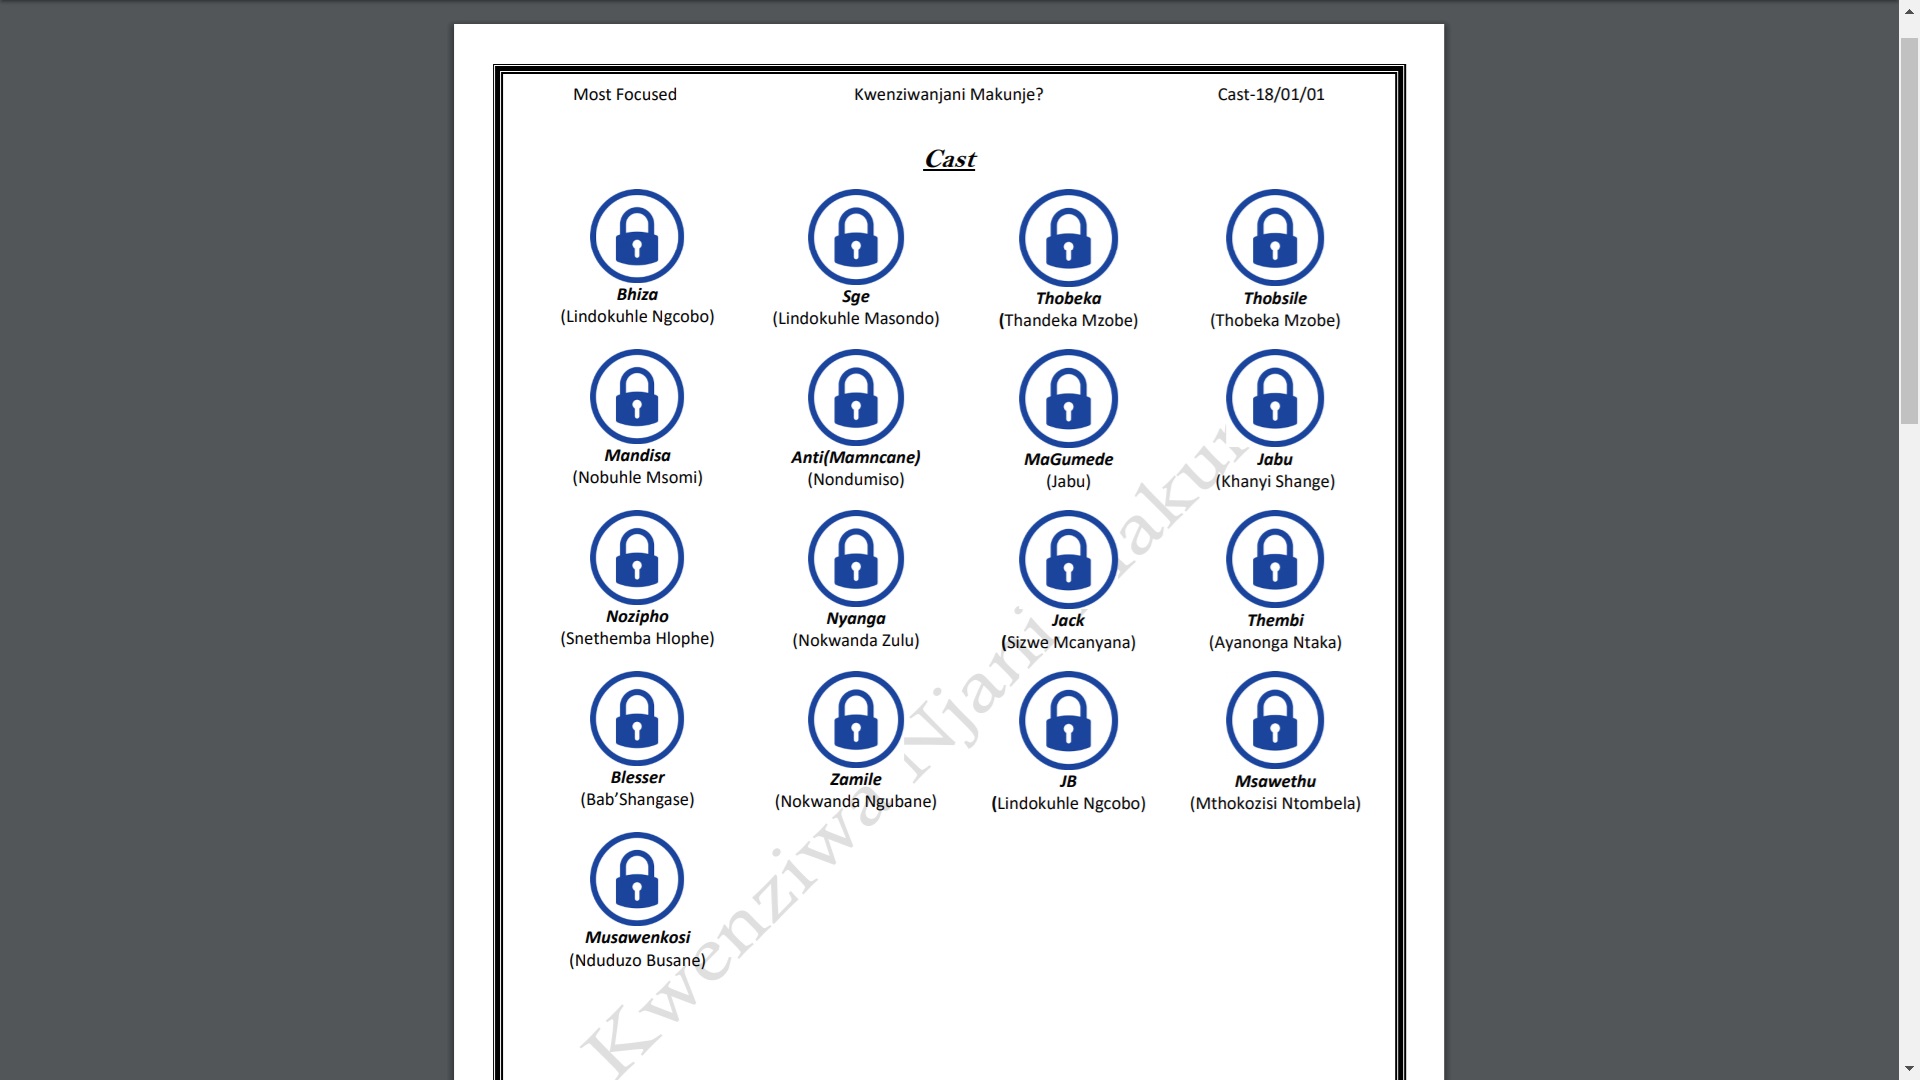 Most Focused Kwenziwanjani Makunje? Cast-18/01/01
Cast
Bhiza Sge Thobeka Thobsile
(Lindokuhle Ngcobo) (Lindokuhle Masondo) (Thandeka Mzobe) (Thobeka Mzobe)
Mandisa Anti(Mamncane) MaGumede Jabu
(Nobuhle Msomi) (Nondumiso) (Jabu) (Khanyi Shange)
Nozipho Nyanga Jack Thembi
(Snethemba Hlophe) (Nokwanda Zulu) (Sizwe Mcanyana) (Ayanonga Ntaka)
Blesser Zamile JB Msawethu
(Bab’Shangase) (Nokwanda Ngubane) (Lindokuhle Ngcobo) (Mthokozisi Ntombela)
Musawenkosi
(Nduduzo Busane)
Kwenziwa Njani